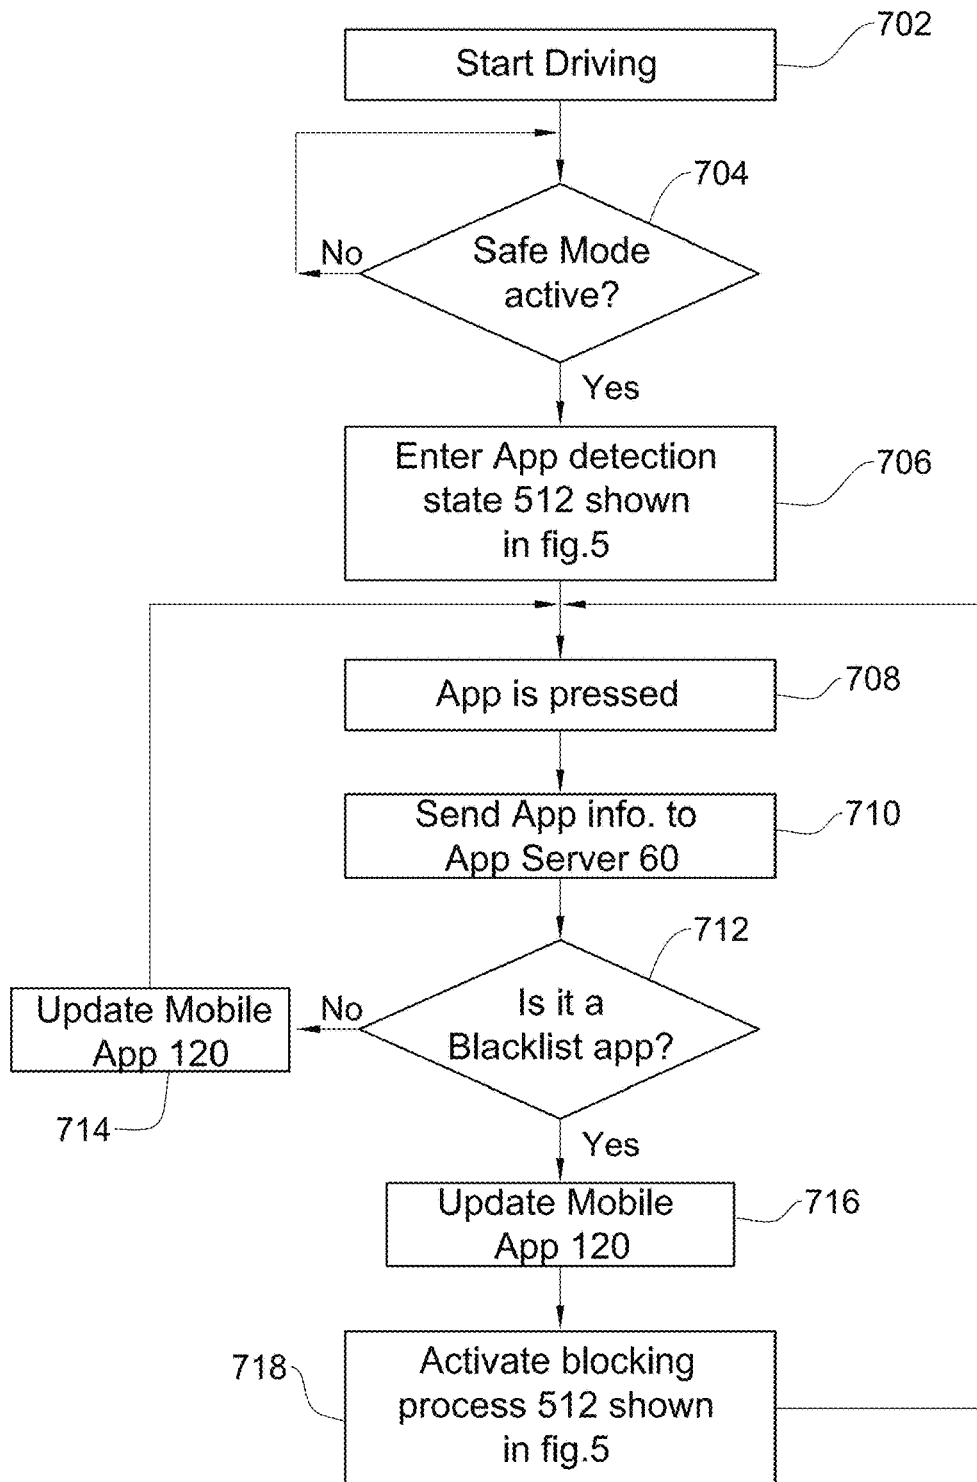 702
Start Driving
704
Safe Mode
active?
No
Yes
706
Enter App detection
state 512 shown
in fig.5
708
App is pressed
710
Send App info. to
App Server 60
712
Is it a
Blacklist app?
No
Update Mobile
App 120
714
Yes
716
Update Mobile
App 120
718
Activate blocking
process 512 shown
in fig.5